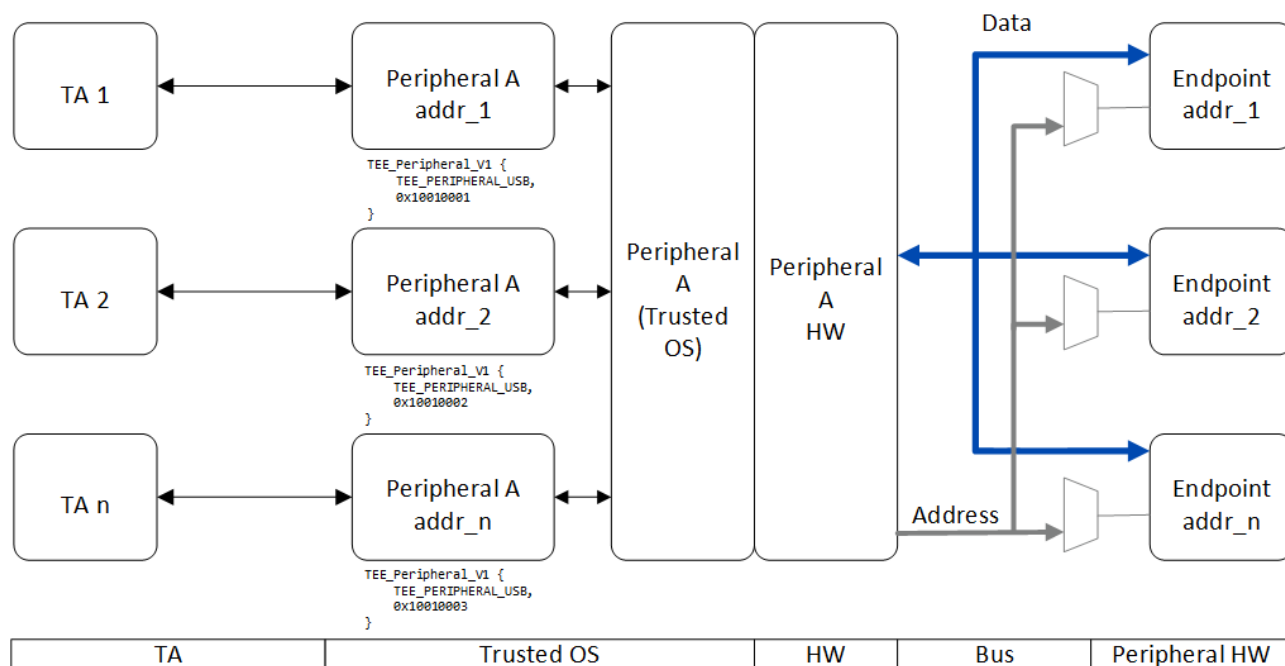 Data
TA 1
Peripheral A
addr_1
Endpoint
addr_1
TEE_Peripheral_V1 {
TEE_PERIPHERAL_USB,
0x10010001
}
TA 2
Peripheral A
addr_2
Peripheral
A
(Trusted
OS)
Peripheral
A
HW
Endpoint
addr_2
TEE_Peripheral_V1 {
TEE_PERIPHERAL_USB,
0x10010002
}
TA n
Peripheral A
addr_n
Address
Endpoint
addr_n
TEE_Peripheral_V1 {
TEE_PERIPHERAL_USB,
0x10010003
}
TA
Trusted OS
HW
Bus
Peripheral HW